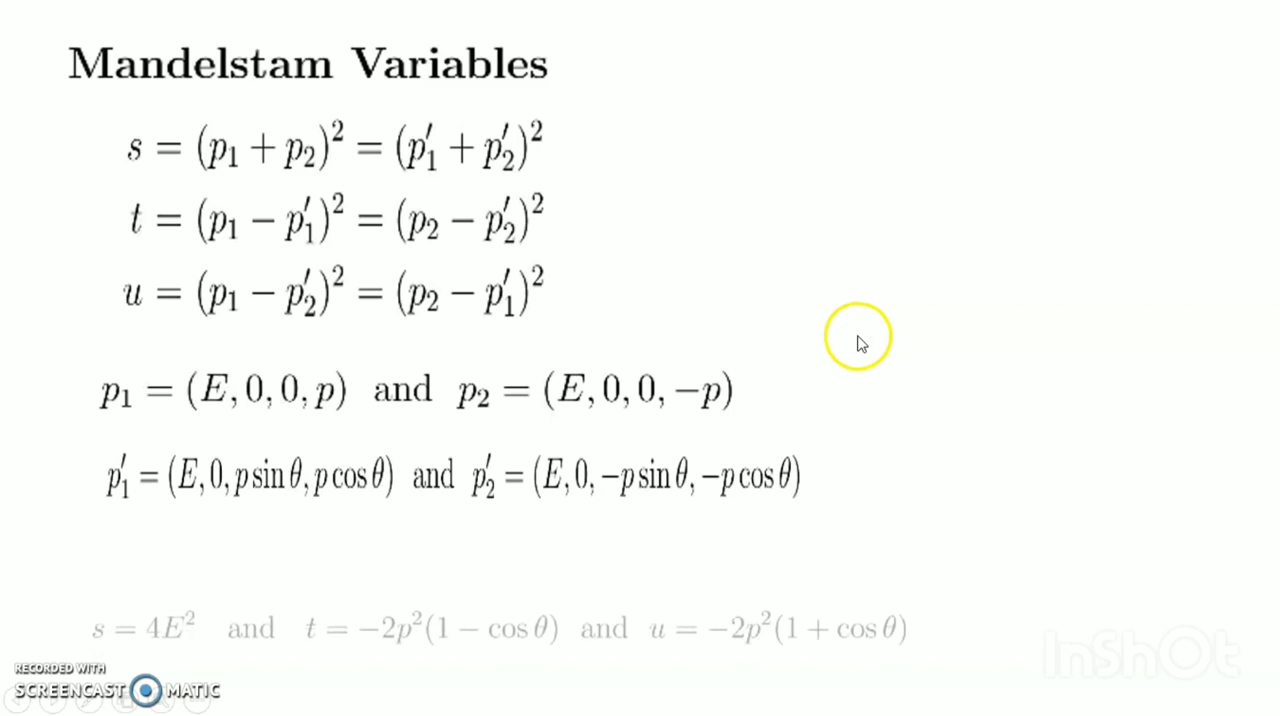 Mandelstam Variables
s = (p₁ + p₂)² = (p′₁ + p′₂)²
t = (p₁ − p′₁)² = (p₂ − p′₂)²
u = (p₁ − p′₂)² = (p₂ − p′₁)²
p₁ = (E, 0, 0, p) and p₂ = (E, 0, 0, −p)
p′₁ = (E, 0, p sin θ, p cos θ) and p′₂ = (E, 0, −p sin θ, −p cos θ)
s = 4E² and t = −2p²(1 − cos θ) and u = −2p²(1 + cos θ)
RECORDED WITH
SCREENCAST MATIC
InShOt